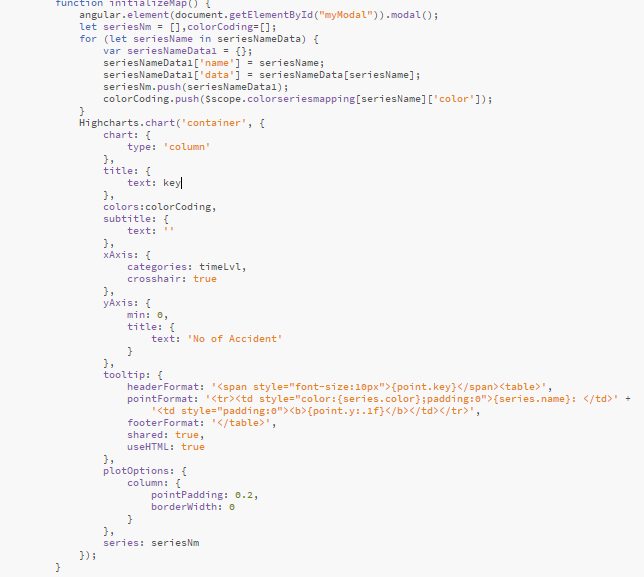 function initializeMap() {
angular.element(document.getElementById("myModal")).modal();
let seriesNm = [],colorCoding=[];
for (let seriesName in seriesNameData) {
var seriesNameData1 = {};
seriesNameData1['name'] = seriesName;
seriesNameData1['data'] = seriesNameData[seriesName];
seriesNm.push(seriesNameData1);
colorCoding.push($scope.colorseriesmapping[seriesName]['color']);
}
Highcharts.chart('container', {
chart: {
type: 'column'
},
title: {
text: key
},
colors:colorCoding,
subtitle: {
text: ''
},
xAxis: {
categories: timeLvl,
crosshair: true
},
yAxis: {
min: 0,
title: {
text: 'No of Accident'
}
},
tooltip: {
headerFormat: '<span style="font-size:10px">{point.key}</span><table>',
pointFormat: '<tr><td style="color:{series.color};padding:0">{series.name}: </td>' +
'<td style="padding:0"><b>{point.y:.1f}</b></td></tr>',
footerFormat: '</table>',
shared: true,
useHTML: true
},
plotOptions: {
column: {
pointPadding: 0.2,
borderWidth: 0
}
},
series: seriesNm
});
}